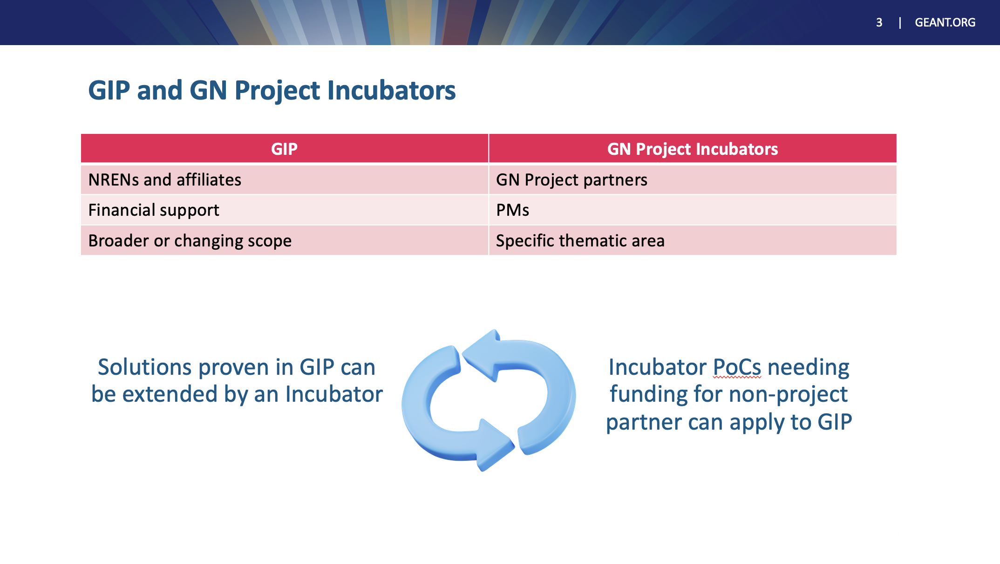 3 | GEANT.ORG
GIP and GN Project Incubators
GIP
GN Project Incubators
NRENs and affiliates
GN Project partners
Financial support
PMs
Broader or changing scope
Specific thematic area
Solutions proven in GIP can
be extended by an Incubator
Incubator PoCs needing
funding for non-project
partner can apply to GIP